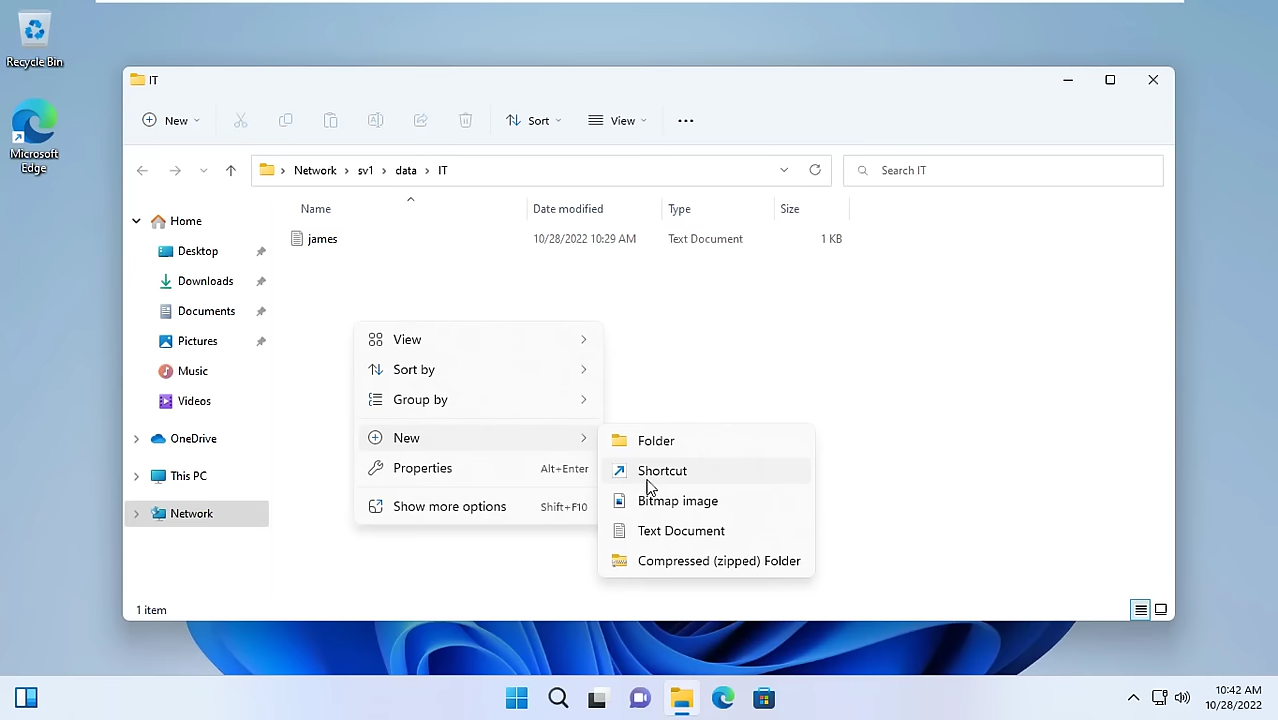 Recycle Bin
Microsoft
Edge
IT
New
Sort
View
Network
sv1
data
IT
Search IT
Name
Date modified
Type
Size
james
10/28/2022 10:29 AM
Text Document
1 KB
Home
Desktop
Downloads
Documents
Pictures
Music
Videos
OneDrive
This PC
Network
View
Sort by
Group by
New
Properties
Alt+Enter
Show more options
Shift+F10
Folder
Shortcut
Bitmap image
Text Document
Compressed (zipped) Folder
1 item
10:42 AM
10/28/2022